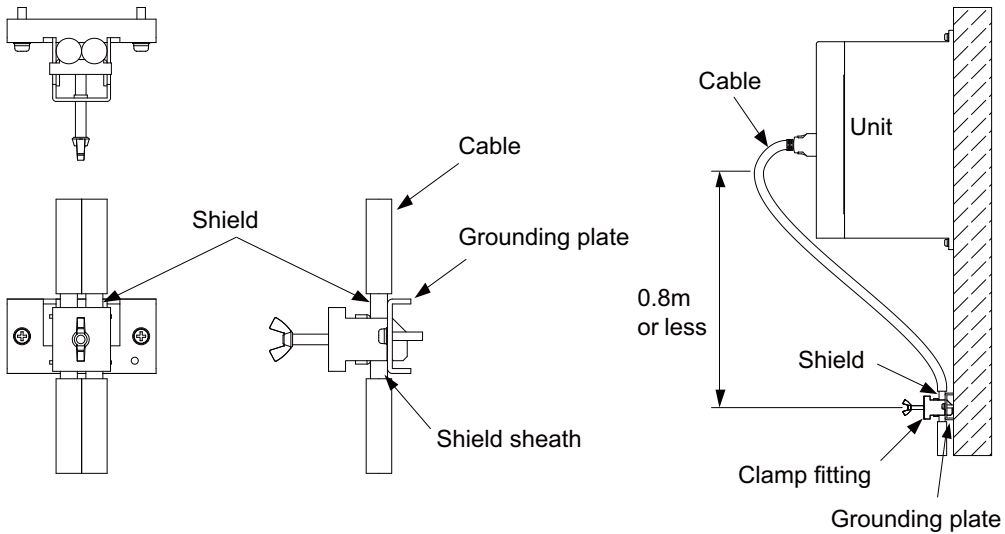 Cable
Shield
Grounding plate
Shield sheath
Cable
Unit
0.8m
or less
Shield
Clamp fitting
Grounding plate